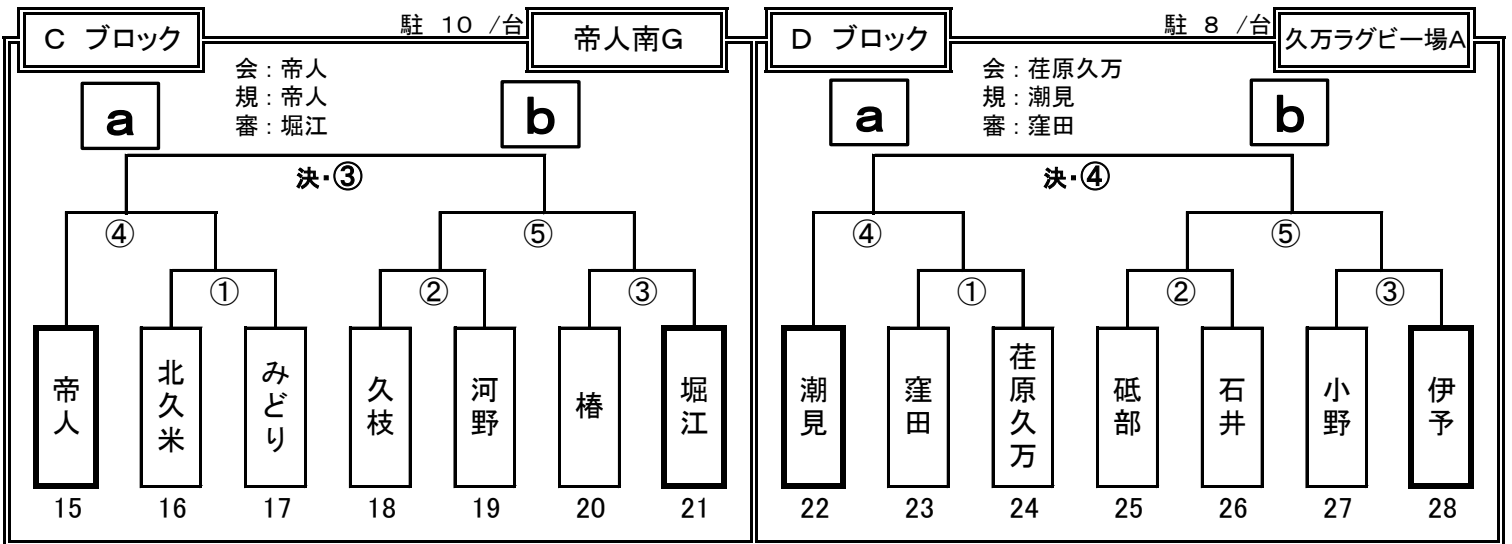 C ブロック
駐 10 /台
帝人南G
会：帝人
規：帝人
審：堀江
a
b
決・③
④
⑤
①
②
③
帝人
北久米
みどり
久枝
河野
椿
堀江
15 16 17 18 19 20 21
D ブロック
駐 8 /台
久万ラグビー場A
会：荏原久万
規：潮見
審：窪田
a
b
決・④
④
⑤
①
②
③
潮見
窪田
荏原久万
砥部
石井
小野
伊予
22 23 24 25 26 27 28